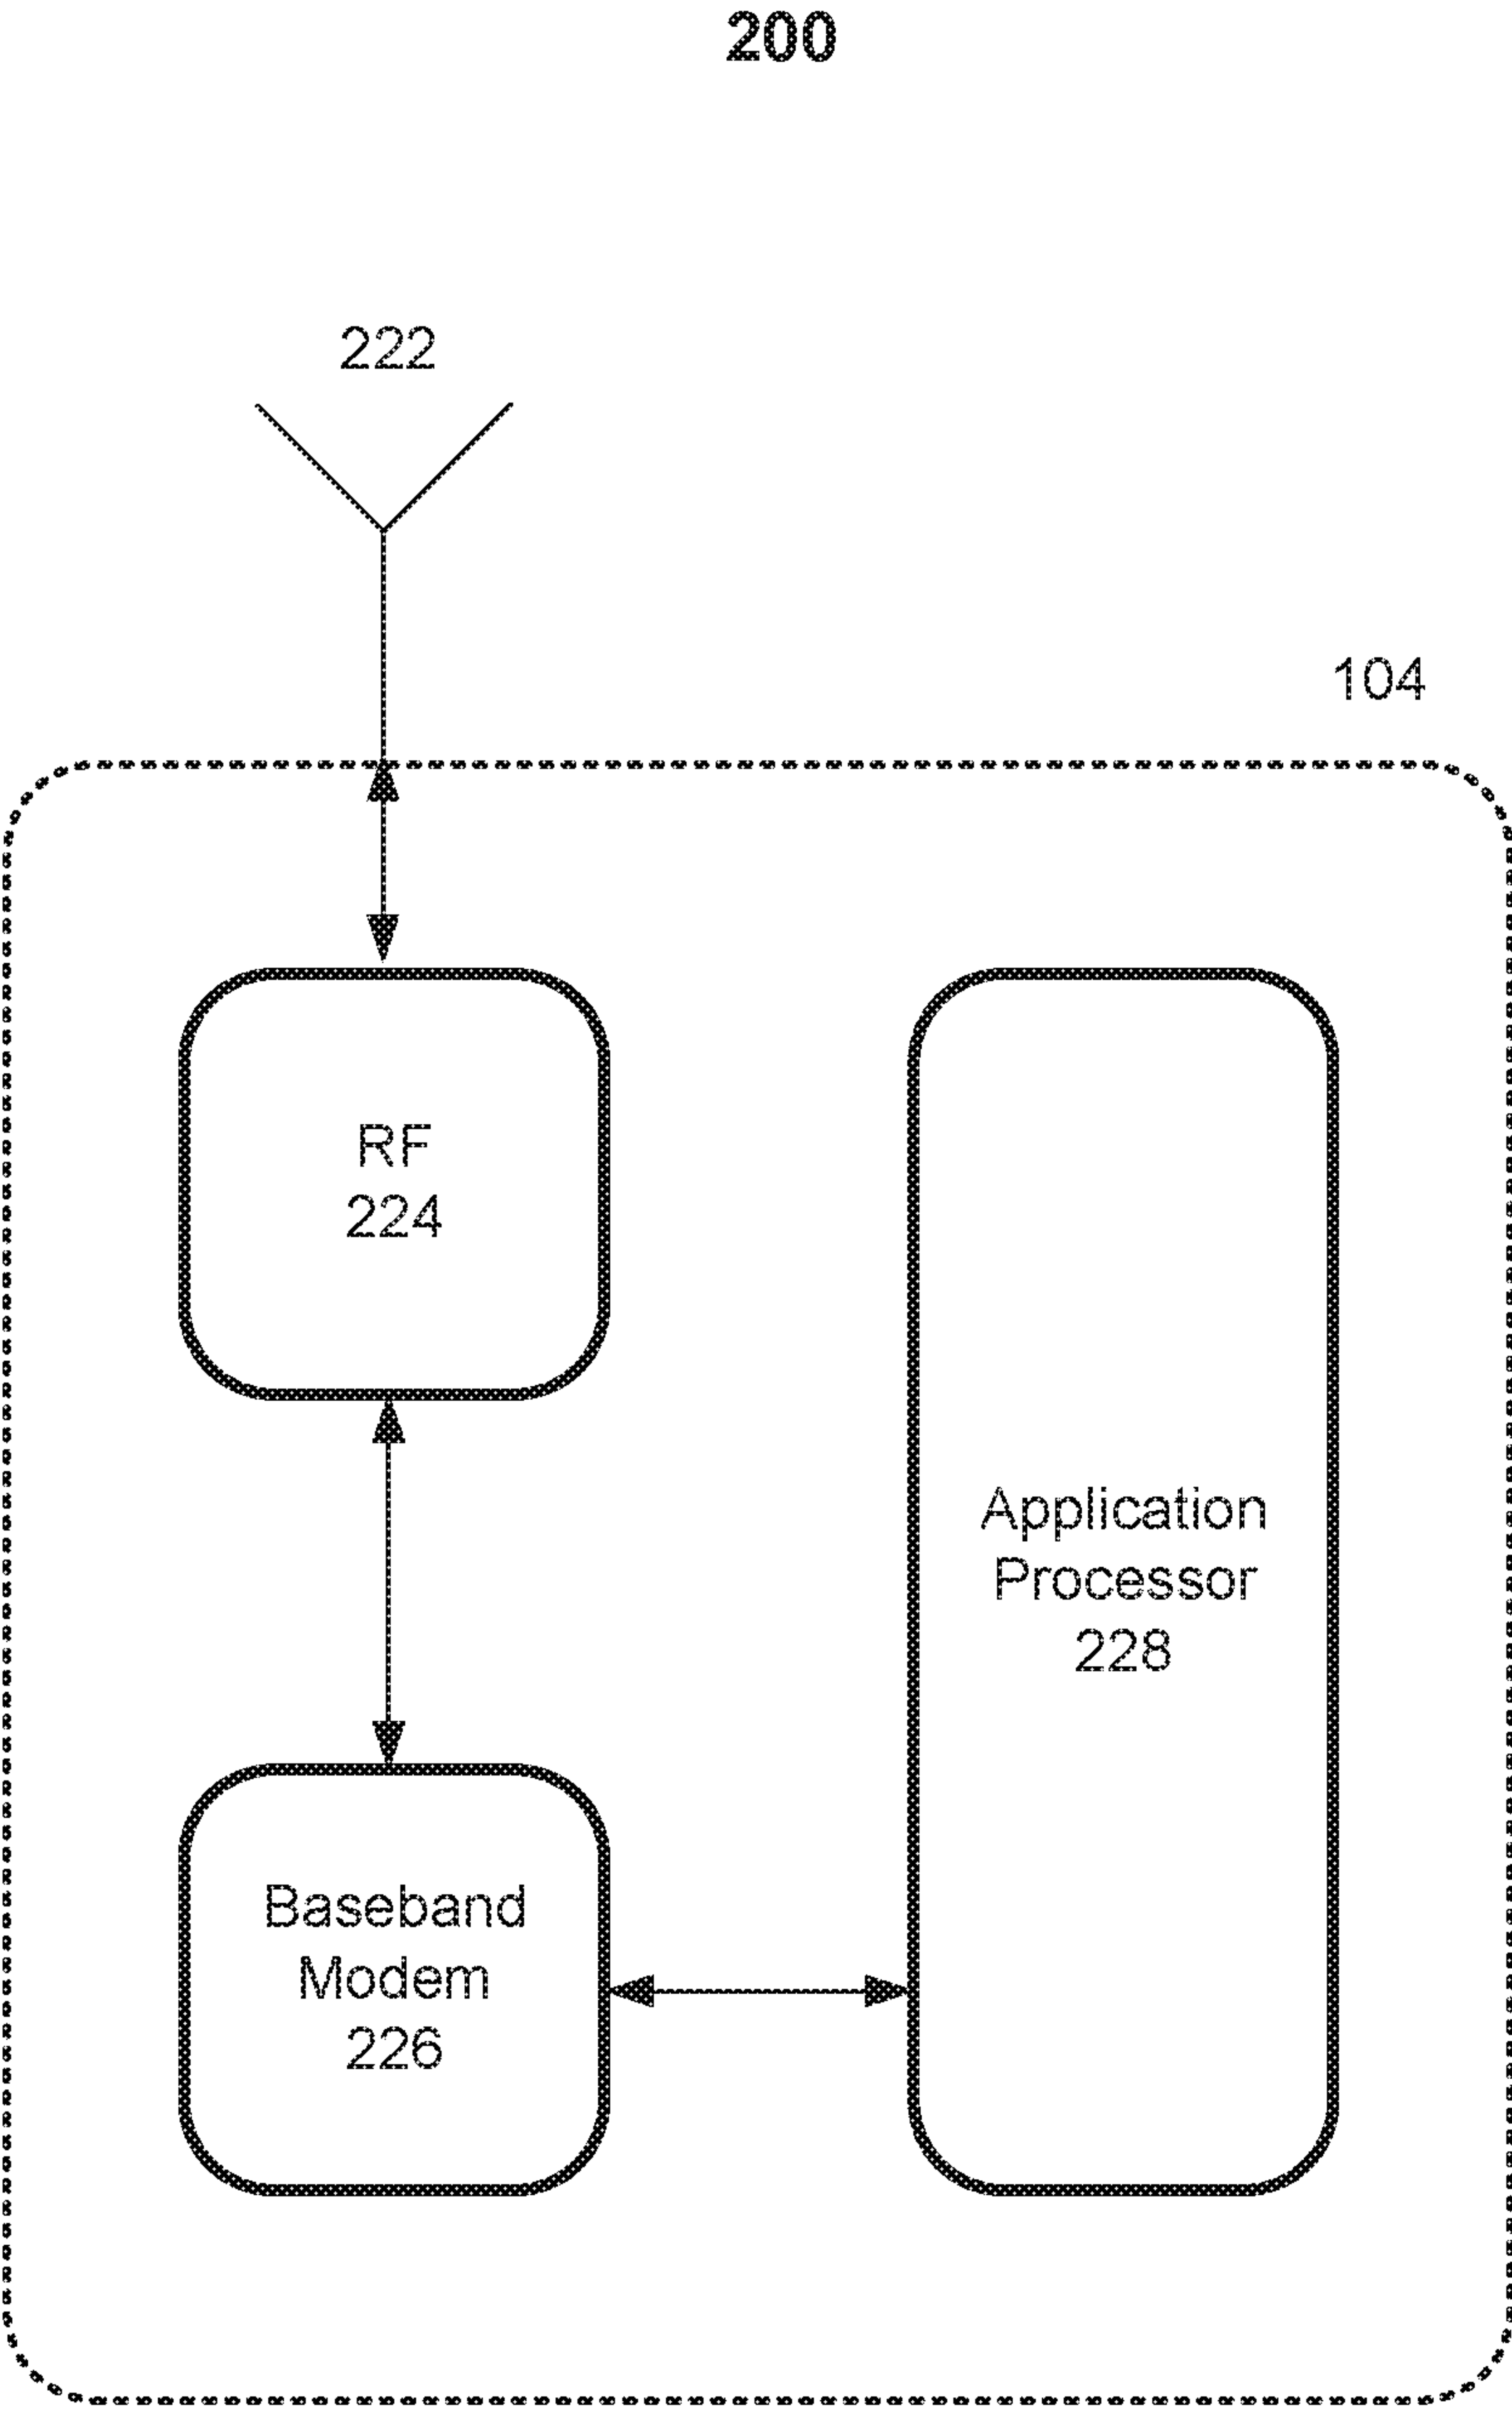 200
222
104
RF
224
Application
Processor
228
Baseband
Modem
226